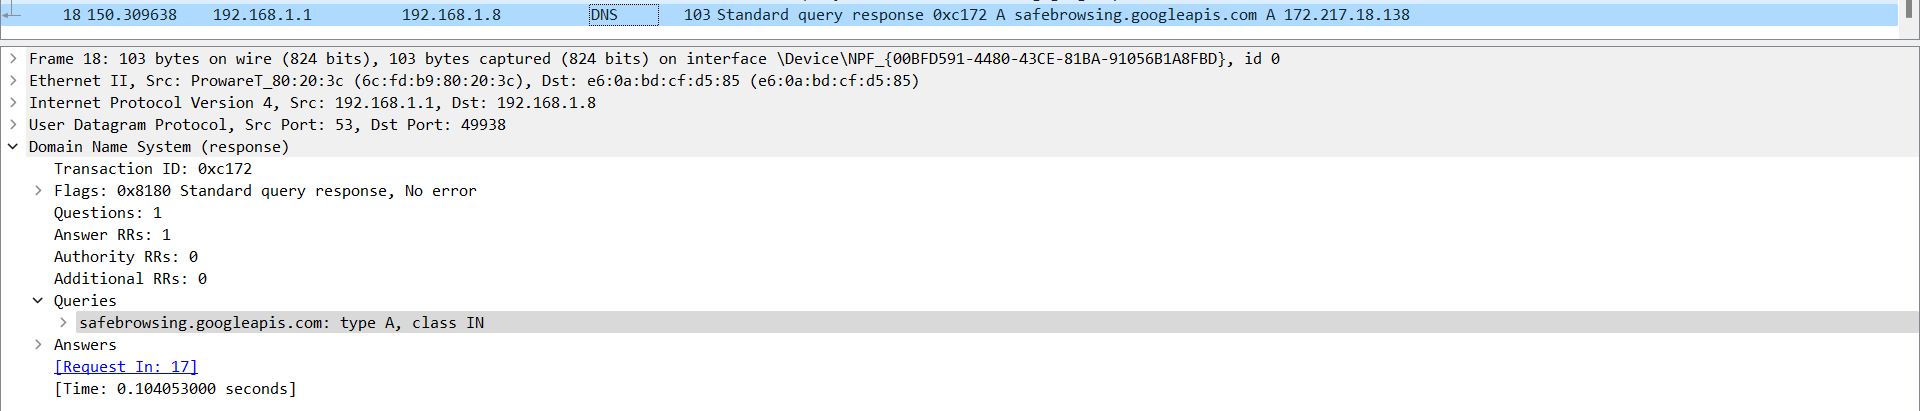 18 150.309638 192.168.1.1 192.168.1.8 DNS 103 Standard query response 0xc172 A safebrowsing.googleapis.com A 172.217.18.138
Frame 18: 103 bytes on wire (824 bits), 103 bytes captured (824 bits) on interface \Device\NPF_{00BFD591-4480-43CE-81BA-91056B1A8FBD}, id 0
Ethernet II, Src: ProwareT_80:20:3c (6c:fd:b9:80:20:3c), Dst: e6:0a:bd:cf:d5:85 (e6:0a:bd:cf:d5:85)
Internet Protocol Version 4, Src: 192.168.1.1, Dst: 192.168.1.8
User Datagram Protocol, Src Port: 53, Dst Port: 49938
Domain Name System (response)
Transaction ID: 0xc172
Flags: 0x8180 Standard query response, No error
Questions: 1
Answer RRs: 1
Authority RRs: 0
Additional RRs: 0
Queries
safebrowsing.googleapis.com: type A, class IN
Answers
[Request In: 17]
[Time: 0.104053000 seconds]